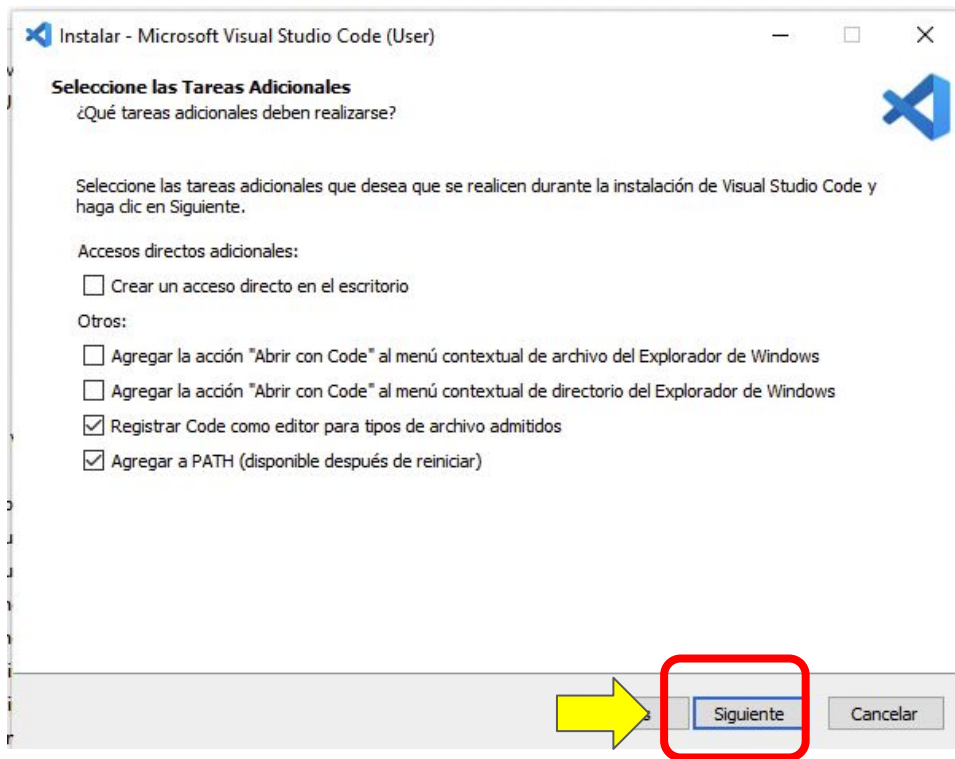 Instalar - Microsoft Visual Studio Code (User)
Seleccione las Tareas Adicionales
¿Qué tareas adicionales deben realizarse?
Seleccione las tareas adicionales que desea que se realicen durante la instalación de Visual Studio Code y
haga clic en Siguiente.
Accesos directos adicionales:
Crear un acceso directo en el escritorio
Otros:
Agregar la acción "Abrir con Code" al menú contextual de archivo del Explorador de Windows
Agregar la acción "Abrir con Code" al menú contextual de directorio del Explorador de Windows
Registrar Code como editor para tipos de archivo admitidos
Agregar a PATH (disponible después de reiniciar)
Siguiente
Cancelar